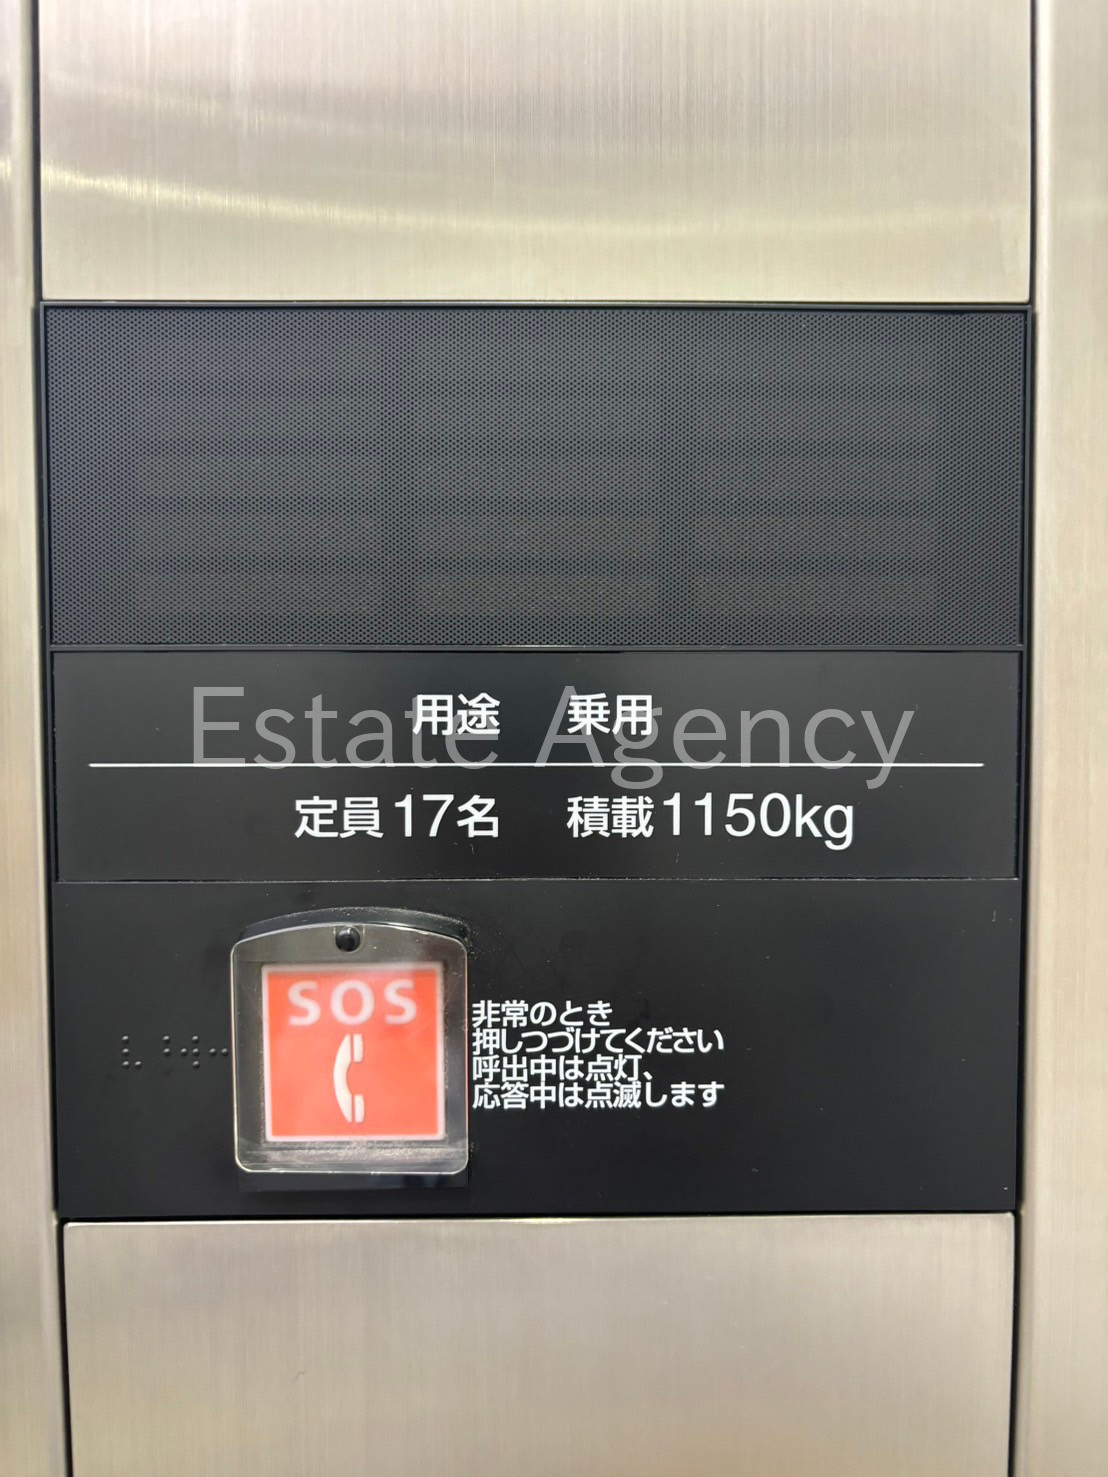 用途 乗用
Estate Agency
定員17名 積載1150kg
SOS
非常のとき
押しつづけてください
呼出中は点灯、
応答中は点滅します